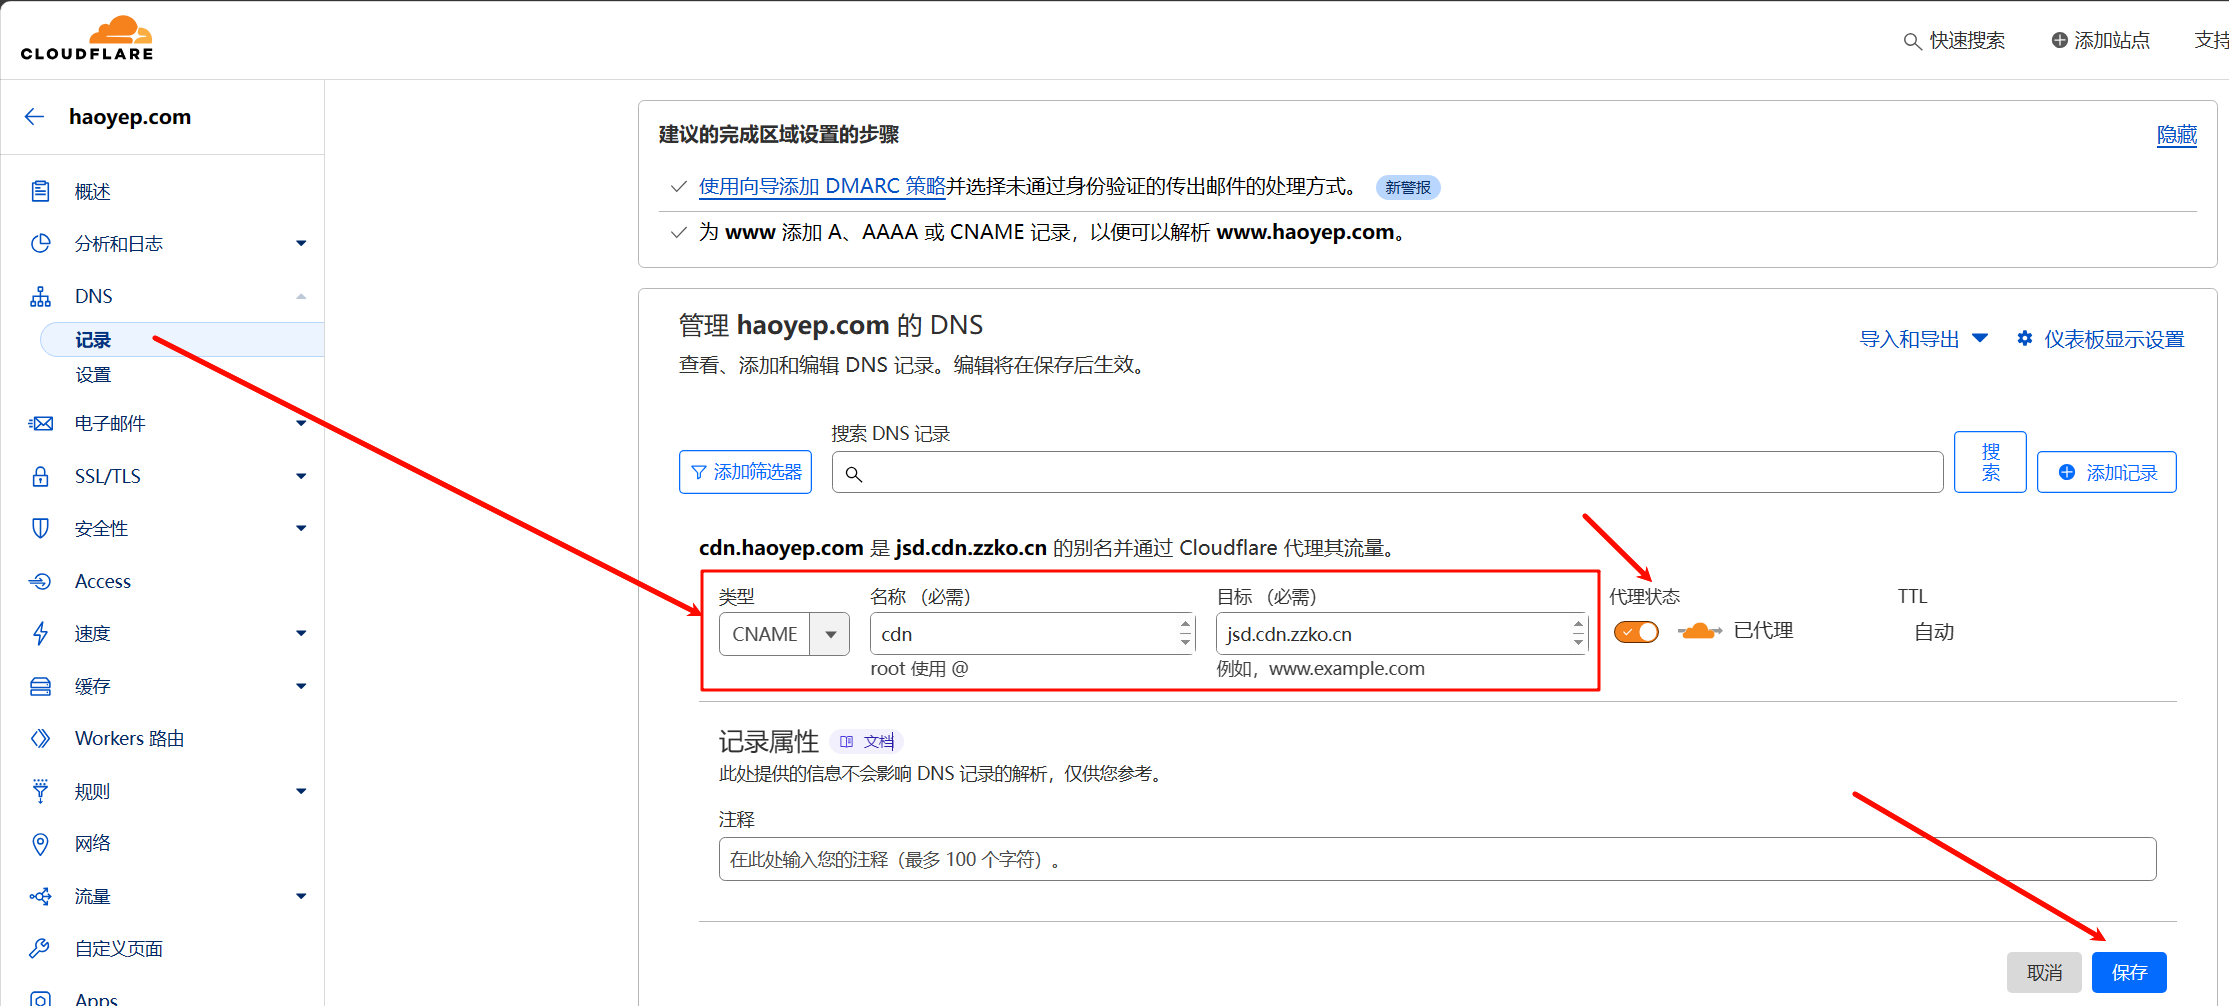 CLOUDFLARE
快速搜索
添加站点
支持
haoyep.com
概述
分析和日志
DNS
记录
设置
电子邮件
SSL/TLS
安全性
Access
速度
缓存
Workers 路由
规则
网络
流量
自定义页面
Apps
建议的完成区域设置的步骤
隐藏
使用向导添加 DMARC 策略并选择未通过身份验证的传出邮件的处理方式。 新警报
为 www 添加 A、AAAA 或 CNAME 记录，以便可以解析 www.haoyep.com。
管理 haoyep.com 的 DNS
导入和导出
仪表板显示设置
查看、添加和编辑 DNS 记录。编辑将在保存后生效。
搜索 DNS 记录
添加筛选器
搜索
添加记录
cdn.haoyep.com 是 jsd.cdn.zzko.cn 的别名并通过 Cloudflare 代理其流量。
类型
名称 （必需）
目标 （必需）
代理状态
TTL
CNAME
cdn
jsd.cdn.zzko.cn
已代理
自动
root 使用 @
例如，www.example.com
记录属性 文档
此处提供的信息不会影响 DNS 记录的解析，仅供您参考。
注释
在此处输入您的注释（最多 100 个字符）。
取消
保存